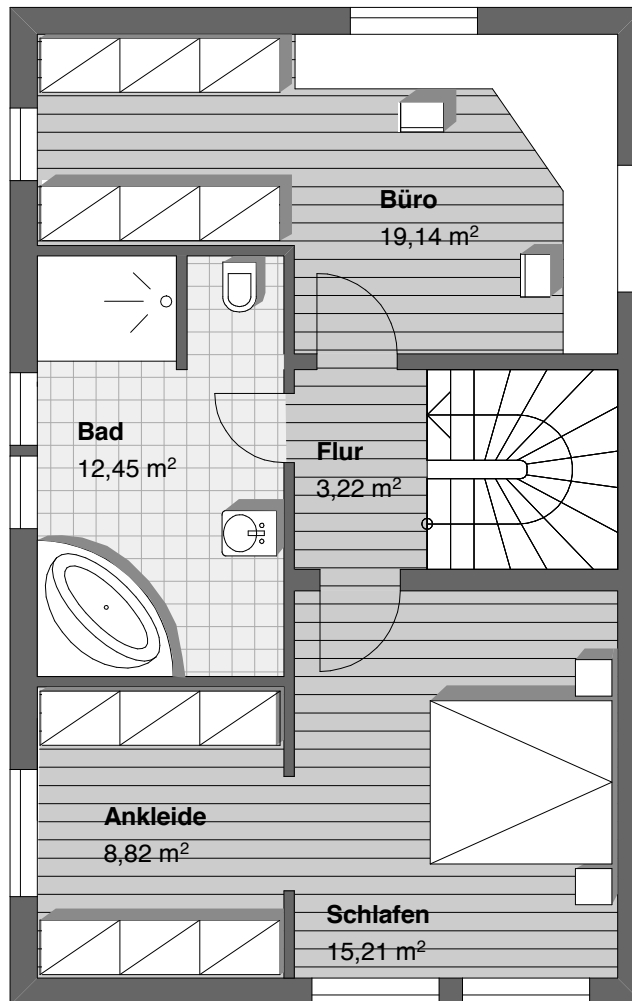 Büro
19,14 m²
Bad
12,45 m²
Flur
3,22 m²
Ankleide
8,82 m²
Schlafen
15,21 m²